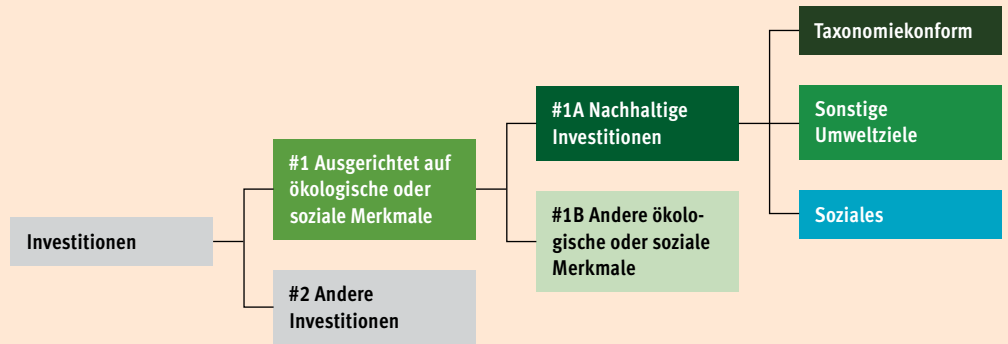 Investitionen
#1 Ausgerichtet auf
ökologische oder
soziale Merkmale
#2 Andere
Investitionen
#1A Nachhaltige
Investitionen
#1B Andere ökolo-
gische oder soziale
Merkmale
Taxonomiekonform
Sonstige
Umweltziele
Soziales